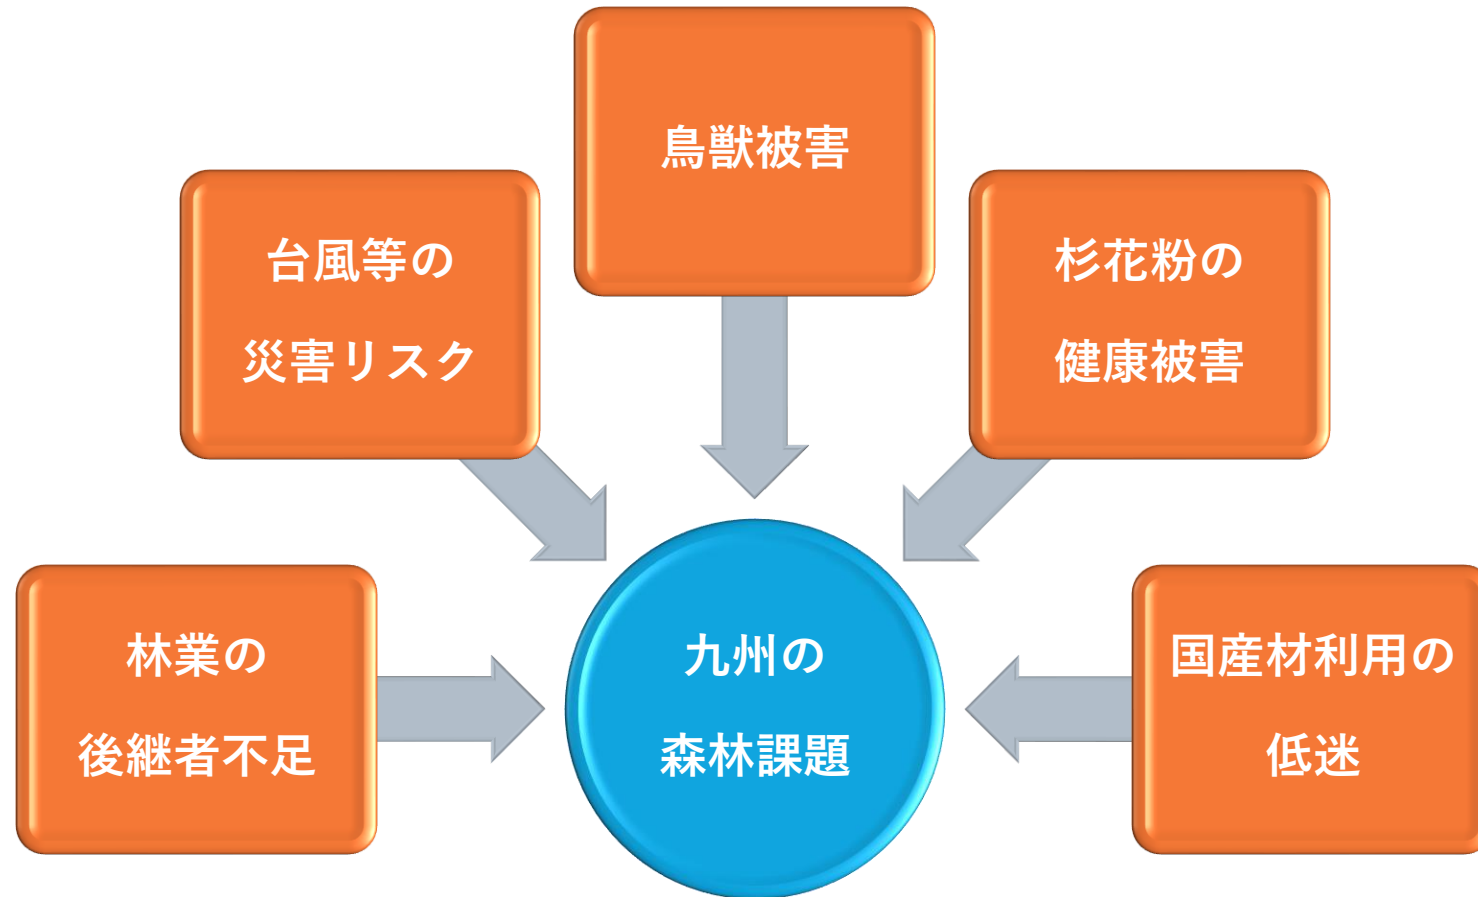 鳥獣被害
台風等の
災害リスク
杉花粉の
健康被害
林業の
後継者不足
九州の
森林課題
国産材利用の
低迷